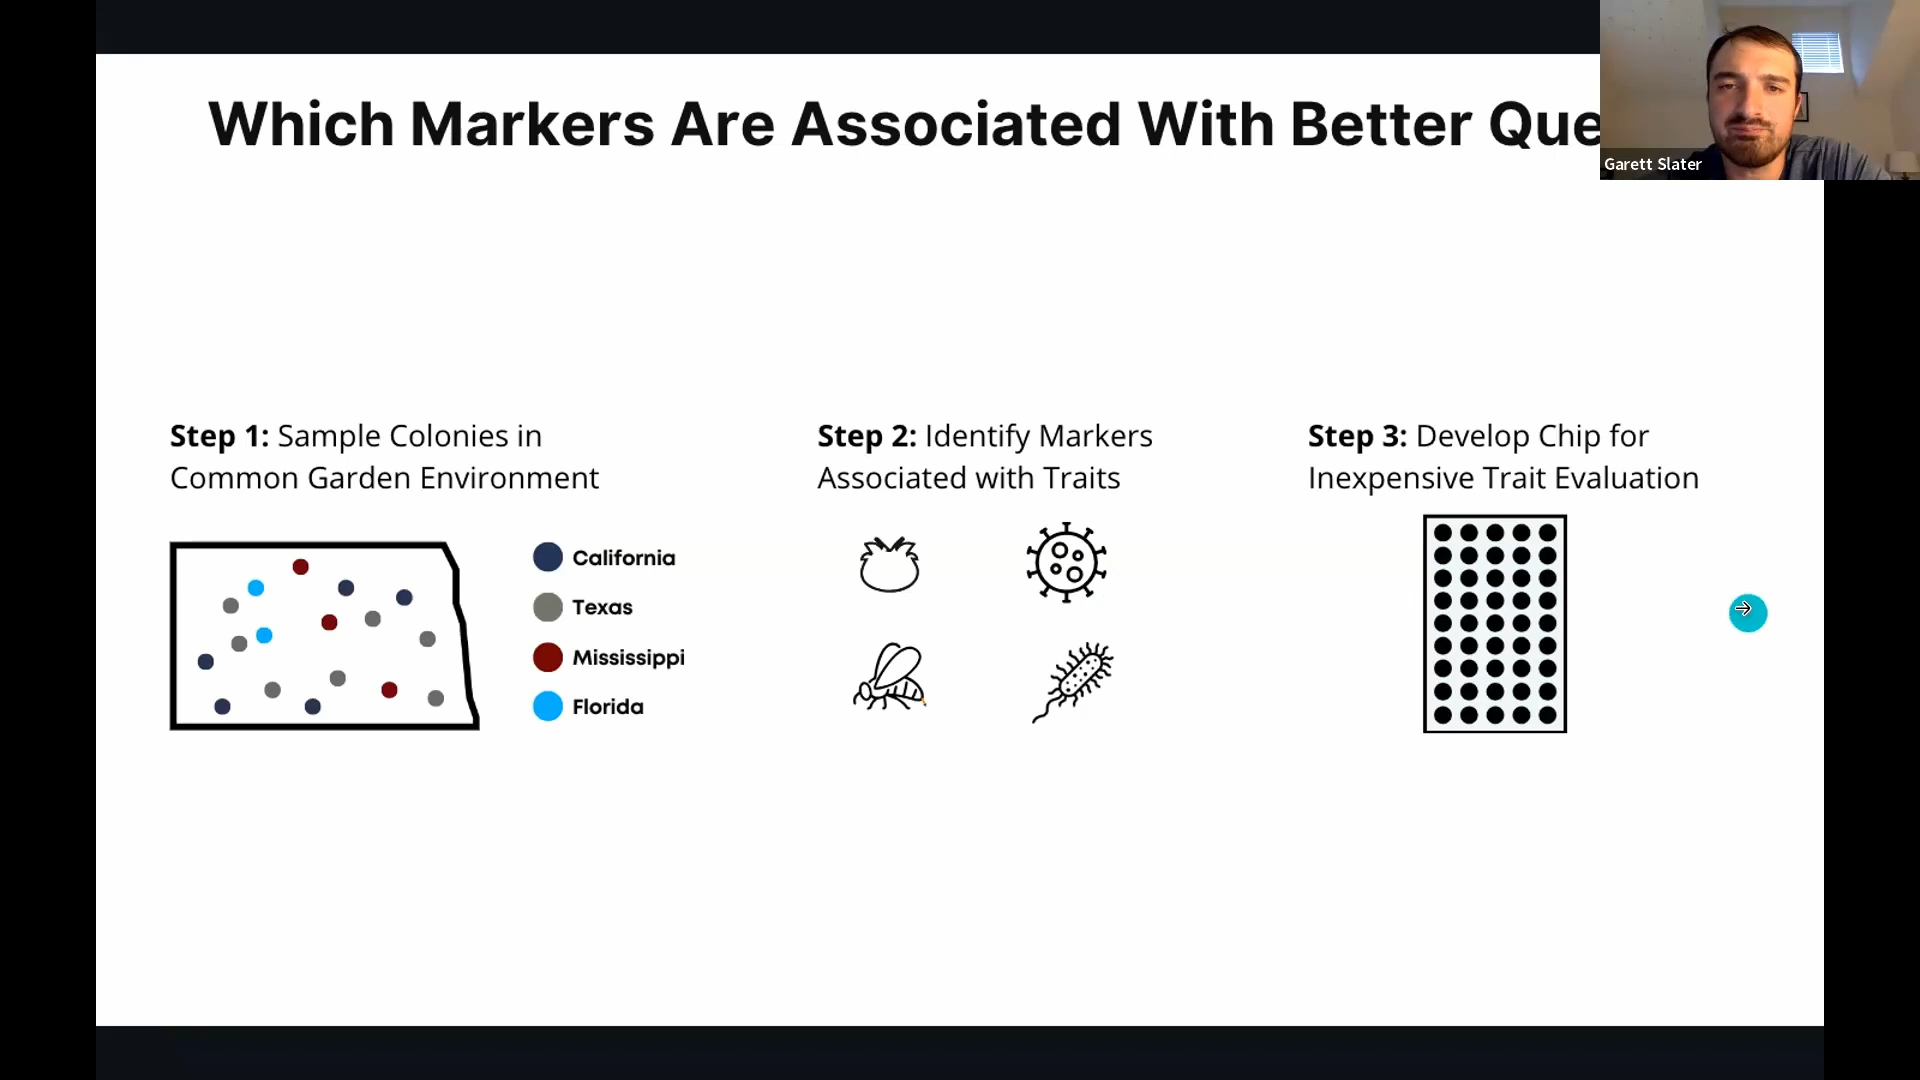 Which Markers Are Associated With Better Que
Garett Slater
Step 1: Sample Colonies in
Common Garden Environment
California
Texas
Mississippi
Florida
Step 2: Identify Markers
Associated with Traits
Step 3: Develop Chip for
Inexpensive Trait Evaluation